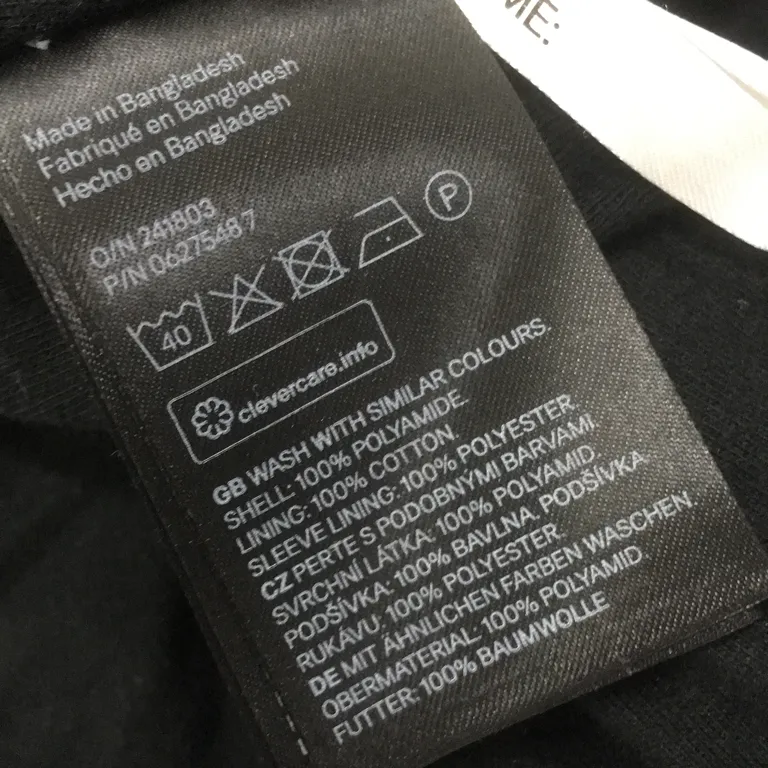 ME:
Made in Bangladesh
Fabriqué en Bangladesh
Hecho en Bangladesh
O/N 241803
P/N 06275487
P
40
clevercare.info
GB WASH WITH SIMILAR COLOURS.
SHELL: 100% POLYAMIDE.
LINING: 100% COTTON.
SLEEVE LINING: 100% POLYESTER.
CZ PERTE S PODOBNÝMI BARVAMI.
SVRCHNÍ LÁTKA: 100% POLYAMID.
PODŠÍVKA: 100% BAVLNA. PODŠÍVKA
RUKÁVU: 100% POLYESTER.
DE MIT ÄHNLICHEN FARBEN WASCHEN.
OBERMATERIAL: 100% POLYAMID.
FUTTER: 100% BAUMWOLLE